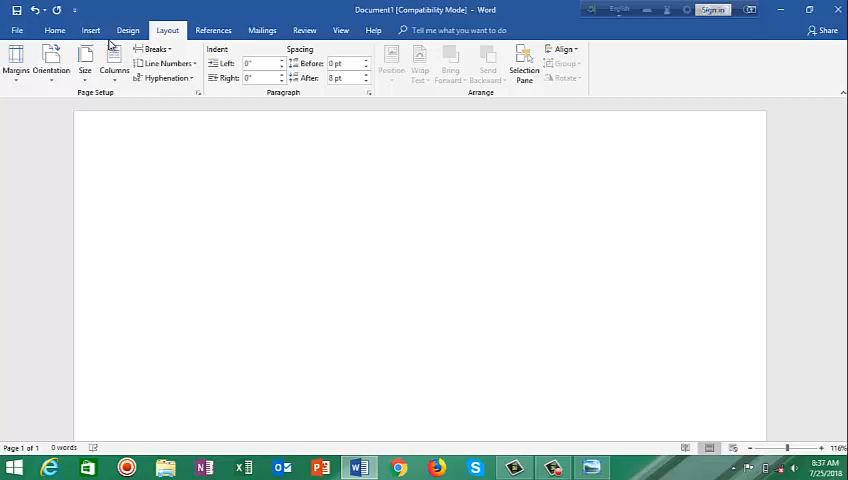 Document1 [Compatibility Mode] - Word
English
Sign in
File Home Insert Design Layout References Mailings Review View Help Tell me what you want to do Share
Breaks Indent Spacing Align
Line Numbers Left: 0" Before: 0 pt Group
Margins Orientation Size Columns Position Wrap Text Bring Forward Send Backward Selection Pane
Hyphenation Right: 0" After: 8 pt Rotate
Page Setup Paragraph Arrange
Page 1 of 1 0 words 116%
8:37 AM
7/25/2018